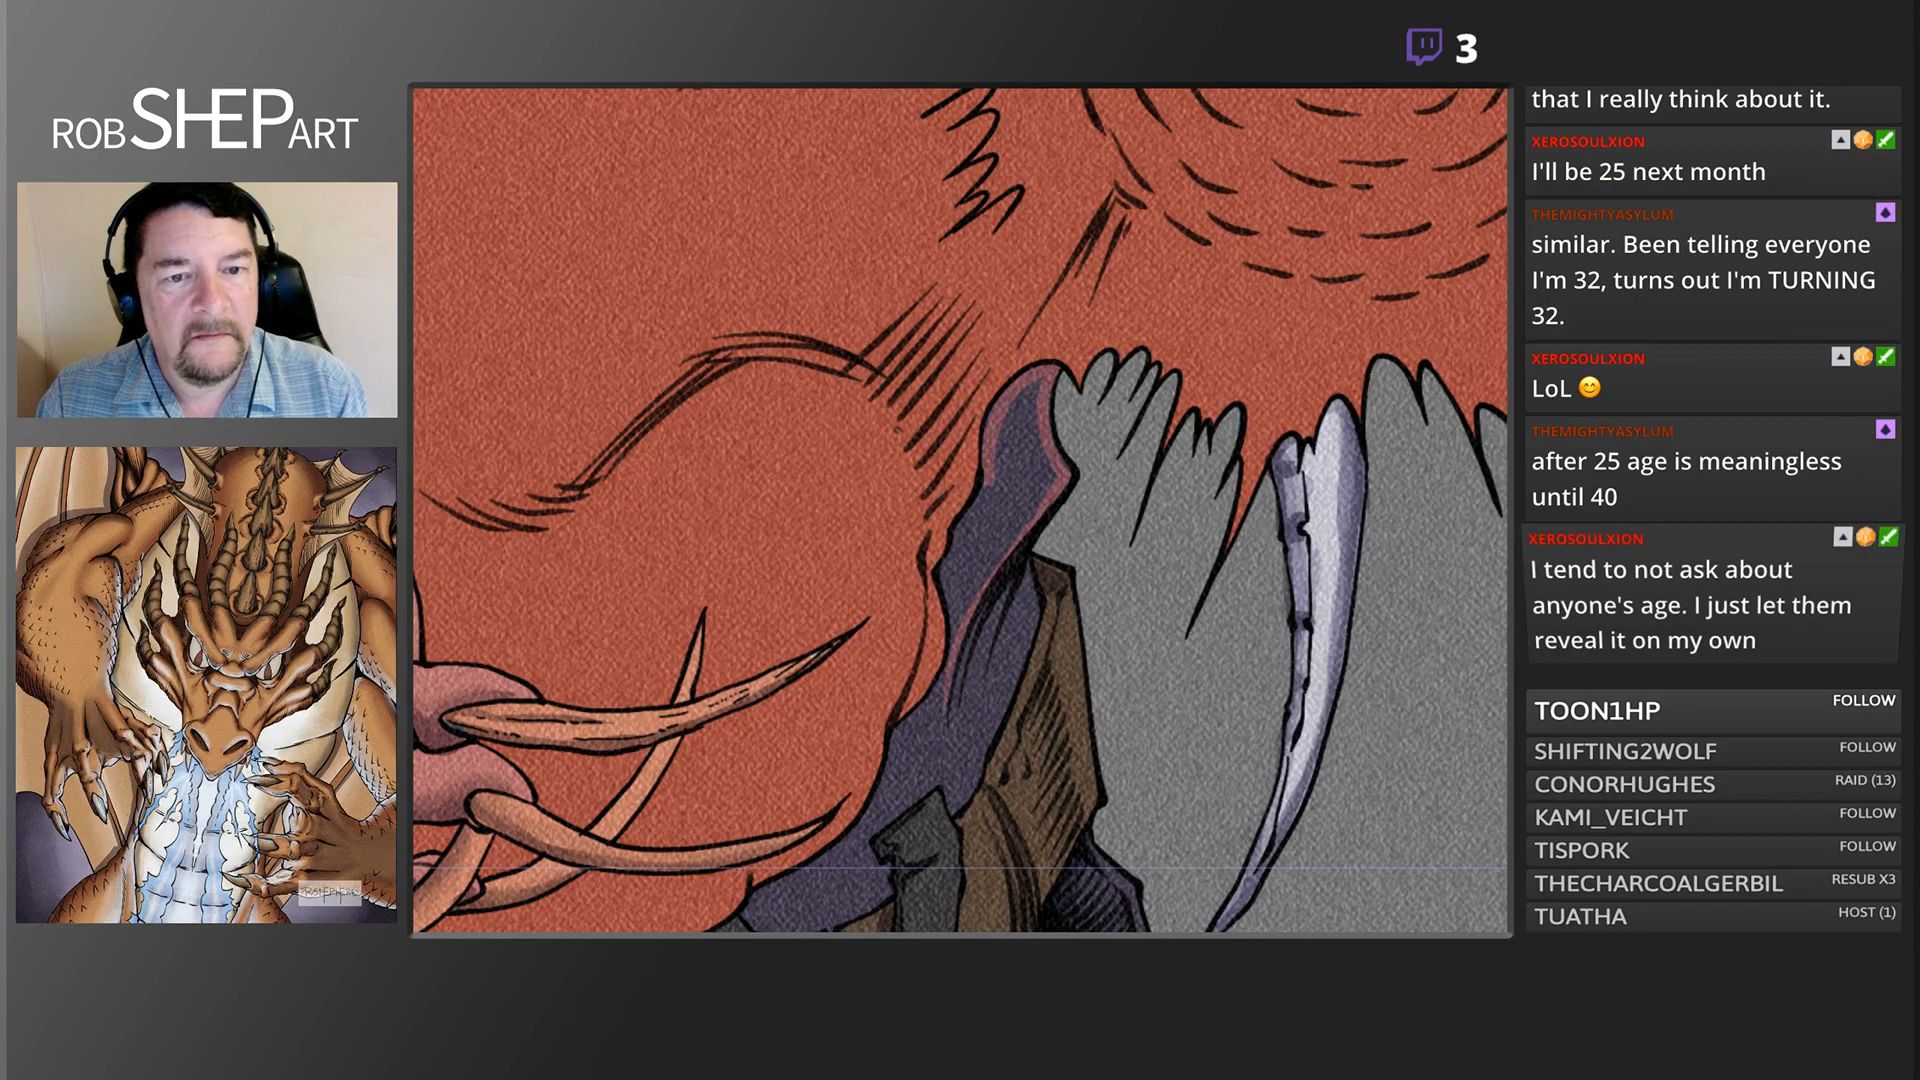 3
ROB SHEP ART
that I really think about it.
XEROSOULXION
I'll be 25 next month
THEMIGHTYASYLUM
similar. Been telling everyone
I'm 32, turns out I'm TURNING
32.
XEROSOULXION
LoL 😊
THEMIGHTYASYLUM
after 25 age is meaningless
until 40
XEROSOULXION
I tend to not ask about
anyone's age. I just let them
reveal it on my own
TOON1HP FOLLOW
SHIFTING2WOLF FOLLOW
CONORHUGHES RAID (13)
KAMI_VEICHT FOLLOW
TISPORK FOLLOW
THECHARCOALGERBIL RESUB X3
TUATHA HOST (1)